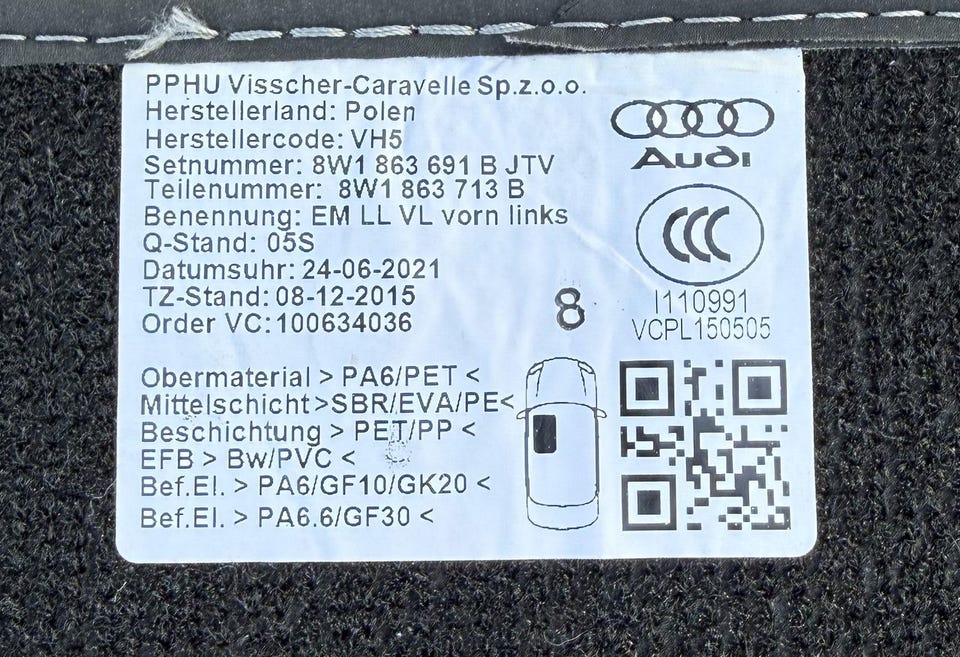 PPHU Visscher-Caravelle Sp.z.o.o.
Herstellerland: Polen
Herstellercode: VH5
Setnummer: 8W1 863 691 B JTV
Teilenummer: 8W1 863 713 B
Benennung: EM LL VL vorn links
Q-Stand: 05S
Datumsuhr: 24-06-2021
TZ-Stand: 08-12-2015
Order VC: 100634036
Audi
CCC
8
I110991
VCPL150505
Obermaterial > PA6/PET <
Mittelschicht>SBR/EVA/PE<
Beschichtung > PET/PP <
EFB > Bw/PVC <
Bef.El. > PA6/GF10/GK20 <
Bef.El. > PA6.6/GF30 <